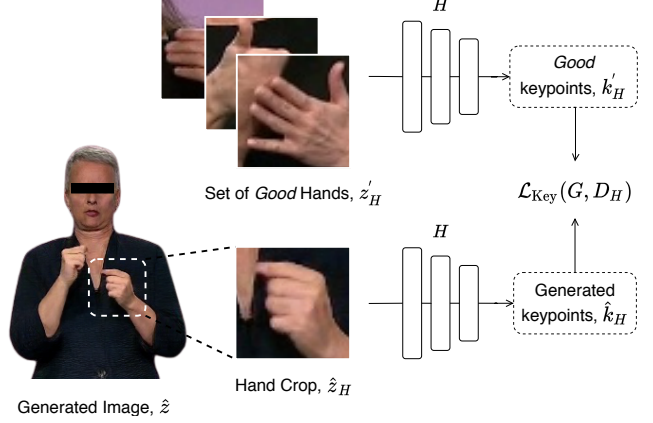 H
Good
keypoints, k'_H
Set of Good Hands, z'_H
L_Key(G, D_H)
H
Generated
keypoints, k̂_H
Hand Crop, ẑ_H
Generated Image, ẑ